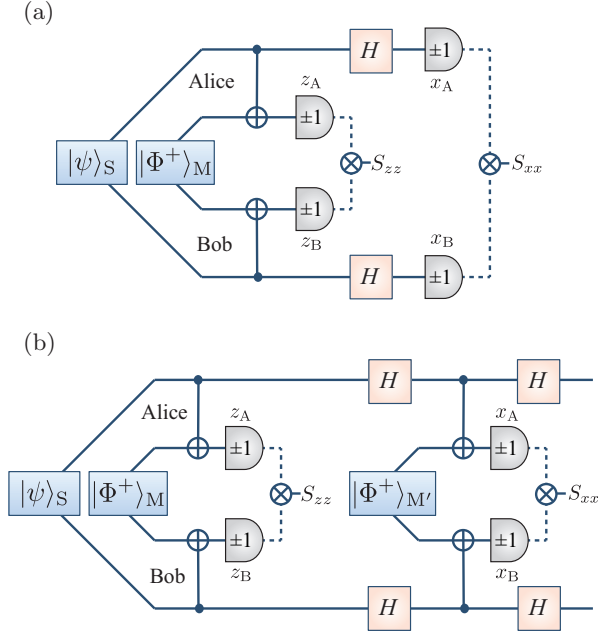 (a)
H
±1
Alice
z_A
x_A
±1
|ψ⟩_S
|Φ⁺⟩_M
S_zz
S_xx
±1
Bob
z_B
x_B
H
±1
(b)
H
H
Alice
z_A
x_A
±1
±1
|ψ⟩_S
|Φ⁺⟩_M
S_zz
|Φ⁺⟩_M′
S_xx
±1
±1
Bob
z_B
x_B
H
H